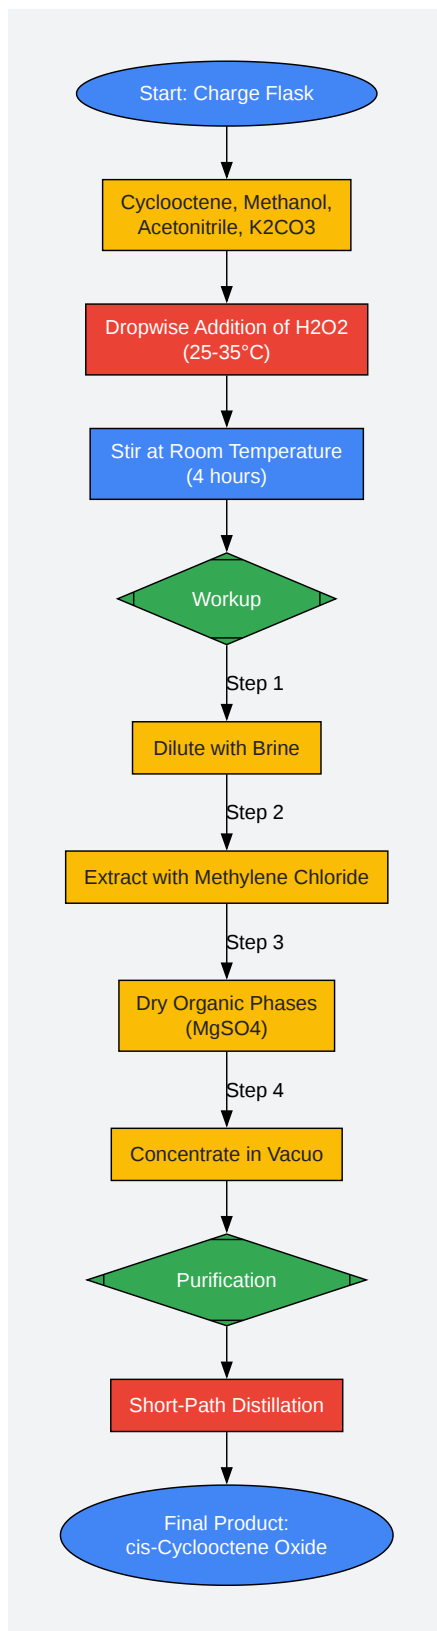 Start: Charge Flask
Cyclooctene, Methanol,
Acetonitrile, K2CO3
Dropwise Addition of H2O2
(25-35°C)
Stir at Room Temperature
(4 hours)
Workup
Step 1
Dilute with Brine
Step 2
Extract with Methylene Chloride
Step 3
Dry Organic Phases
(MgSO4)
Step 4
Concentrate in Vacuo
Purification
Short-Path Distillation
Final Product:
cis-Cyclooctene Oxide